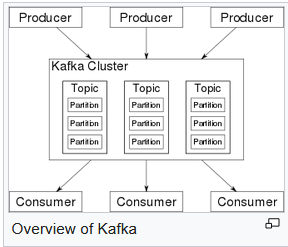 Producer Producer Producer
Kafka Cluster
Topic Topic Topic
Partition Partition Partition
Partition Partition Partition
Partition Partition Partition
Consumer Consumer Consumer
Overview of Kafka